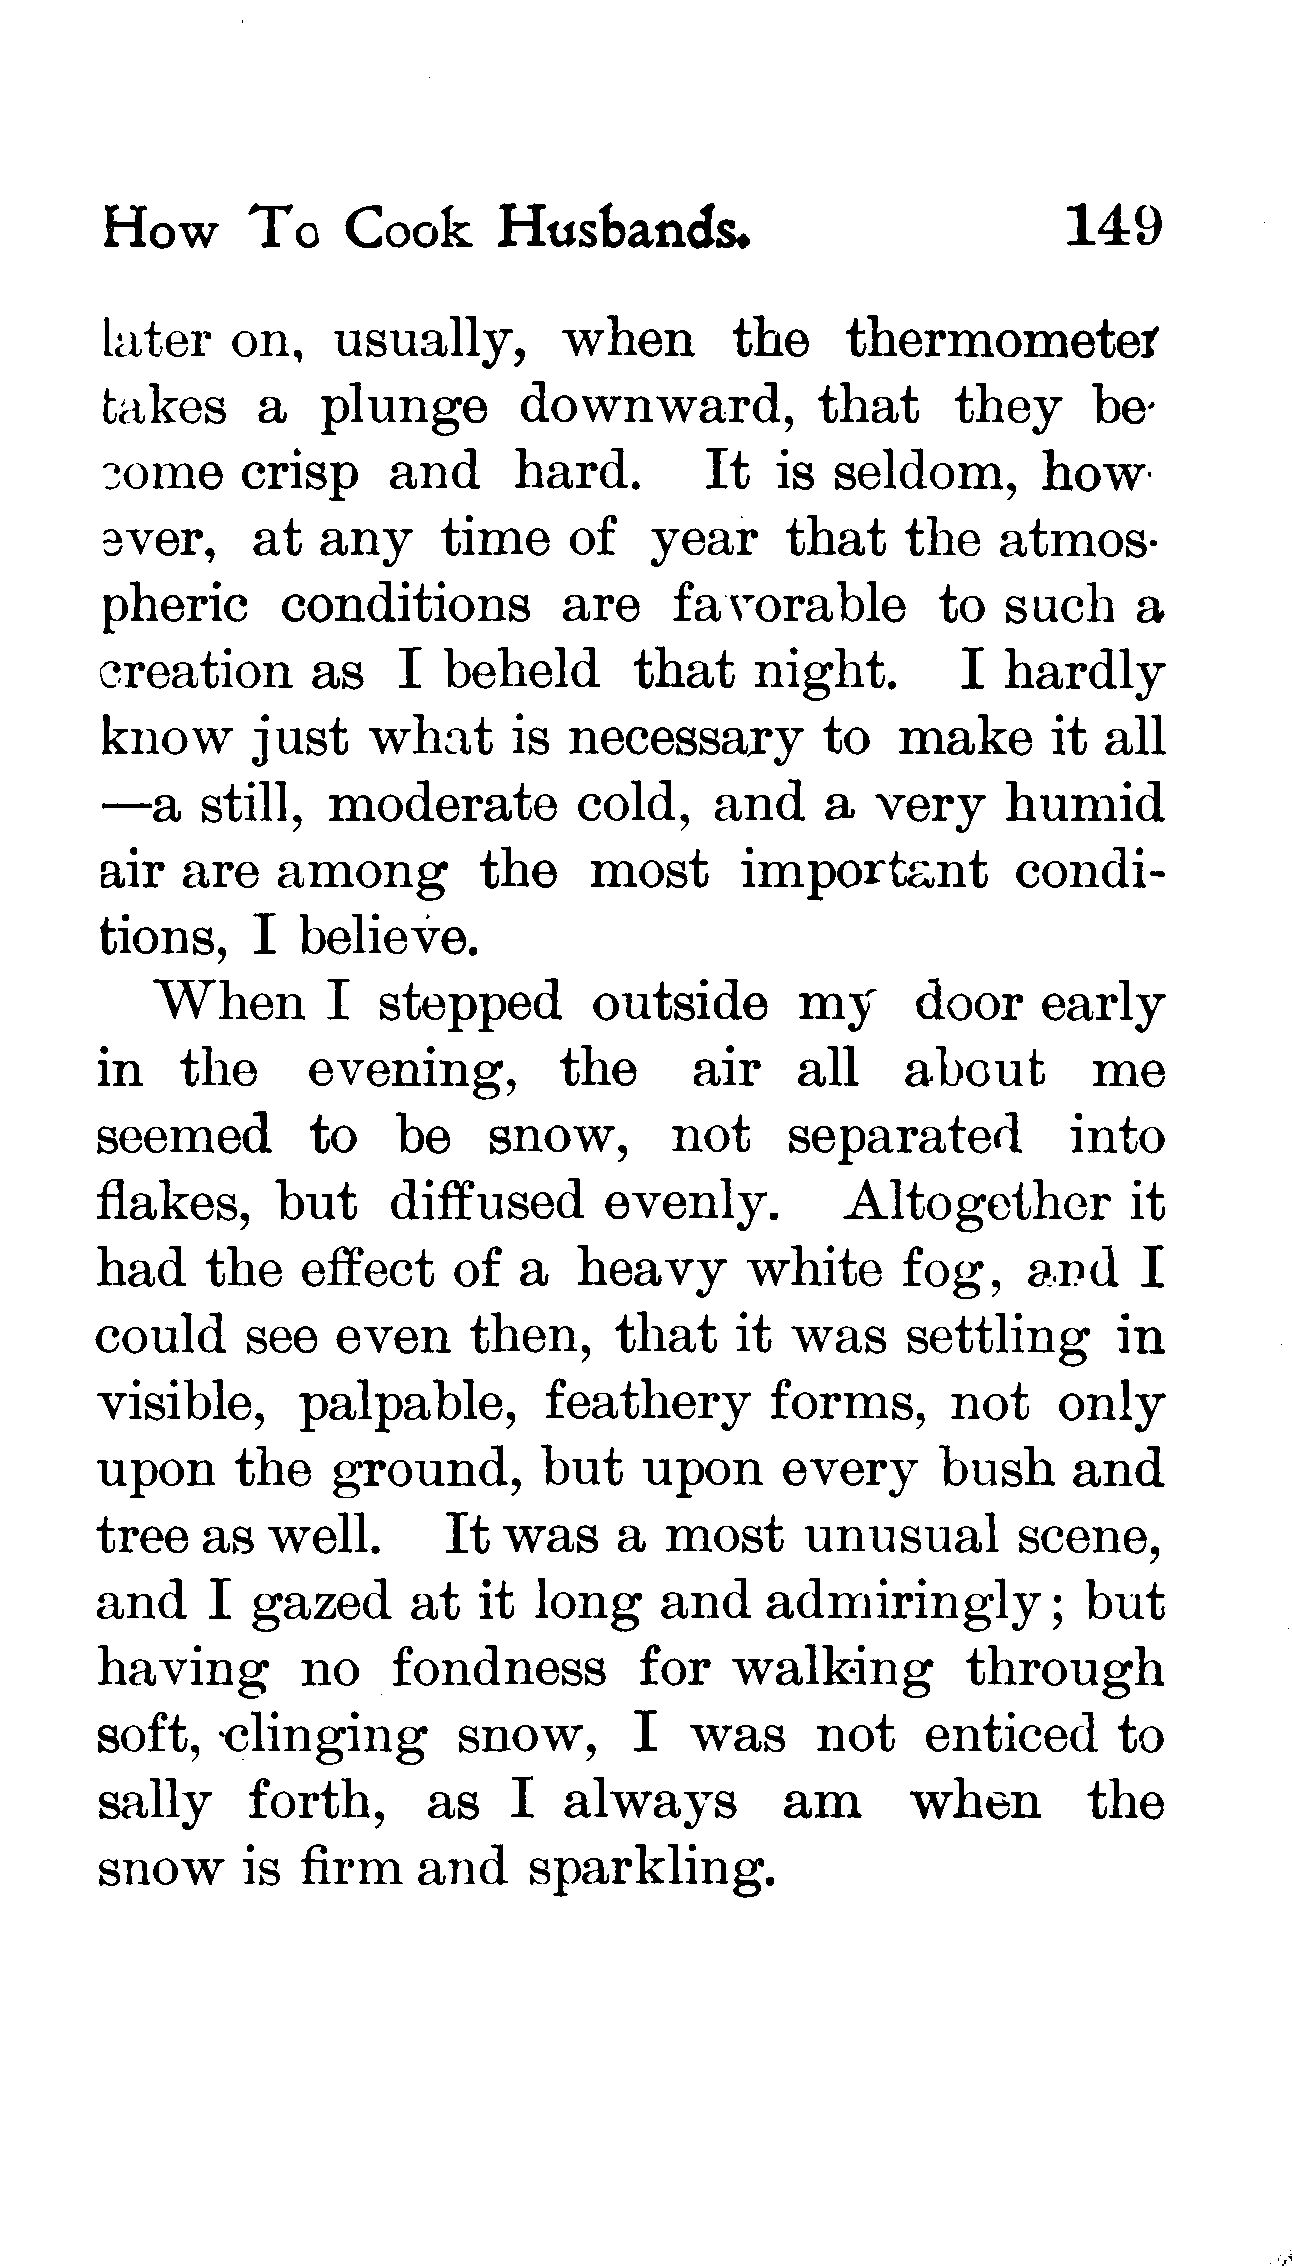 How To Cook Husbands. 149
later on, usually, when the thermometer
takes a plunge downward, that they be-
come crisp and hard. It is seldom, how-
ever, at any time of year that the atmos-
pheric conditions are favorable to such a
creation as I beheld that night. I hardly
know just what is necessary to make it all
—a still, moderate cold, and a very humid
air are among the most important condi-
tions, I believe.
When I stepped outside my door early
in the evening, the air all about me
seemed to be snow, not separated into
flakes, but diffused evenly. Altogether it
had the effect of a heavy white fog, and I
could see even then, that it was settling in
visible, palpable, feathery forms, not only
upon the ground, but upon every bush and
tree as well. It was a most unusual scene,
and I gazed at it long and admiringly; but
having no fondness for walking through
soft, clinging snow, I was not enticed to
sally forth, as I always am when the
snow is firm and sparkling.